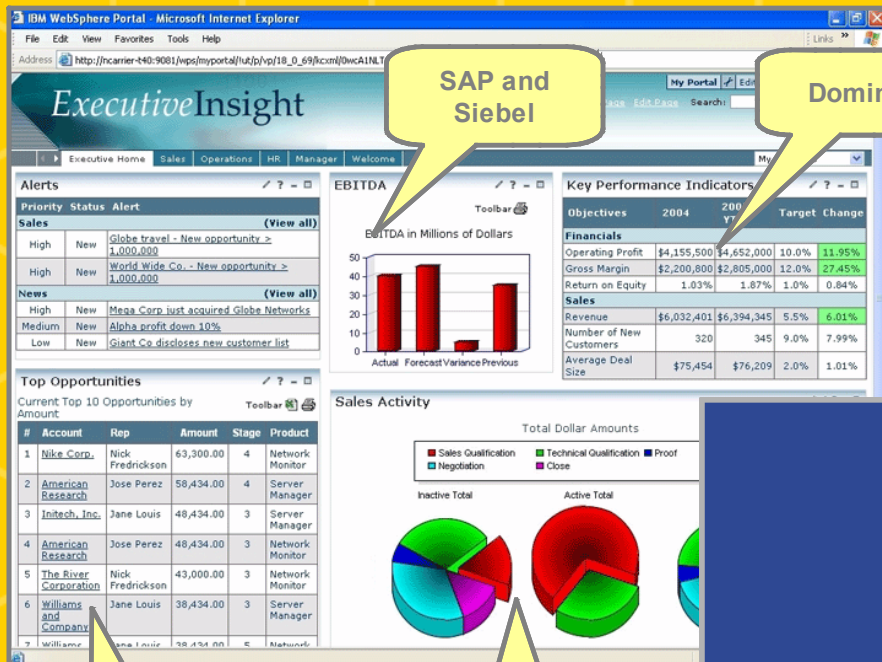 IBM WebSphere Portal - Microsoft Internet Explorer
File Edit View Favorites Tools Help
Links »
Address http://ncarrier-t40:9081/wps/myportal/!ut/p/vp/18_0_69/kcxml/0wcA1NLT
SAP and
Siebel
My Portal
Edit Page Search:
ExecutiveInsight
Executive Home Sales Operations HR Manager Welcome
My
Alerts
Priority Status Alert
Sales (View all)
High New Globe travel - New opportunity >
1,000,000
High New World Wide Co. - New opportunity >
1,000,000
News (View all)
High New Mega Corp just acquired Globe Networks
Medium New Alpha profit down 10%
Low New Giant Co discloses new customer list
EBITDA
Toolbar
EBITDA in Millions of Dollars
50
40
30
20
10
0
Actual Forecast Variance Previous
Key Performance Indicators
Objectives 2004 Target Change
Financials
Operating Profit $4,155,500 $4,652,000 10.0% 11.95%
Gross Margin $2,200,800 $2,805,000 12.0% 27.45%
Return on Equity 1.03% 1.87% 1.0% 0.84%
Sales
Revenue $6,032,401 $6,394,345 5.5% 6.01%
Number of New
Customers 320 345 9.0% 7.99%
Average Deal
Size $75,454 $76,209 2.0% 1.01%
Top Opportunities
Current Top 10 Opportunities by
Amount
Toolbar
# Account Rep Amount Stage Product
1 Nike Corp. Nick
Fredrickson 63,300.00 4 Network
Monitor
2 American
Research Jose Perez 58,434.00 4 Server
Manager
3 Initech, Inc. Jane Louis 48,434.00 3 Server
Manager
4 American
Research Jose Perez 48,434.00 3 Network
Monitor
5 The River
Corporation Nick
Fredrickson 43,000.00 3 Network
Monitor
6 Williams
and
Company Jane Louis 38,434.00 3 Server
Manager
7 Williams Jane Louis 38,434.00 5 Network
Sales Activity
Total Dollar Amounts
Sales Qualification Technical Qualification Proof
Negotiation Close
Inactive Total Active Total